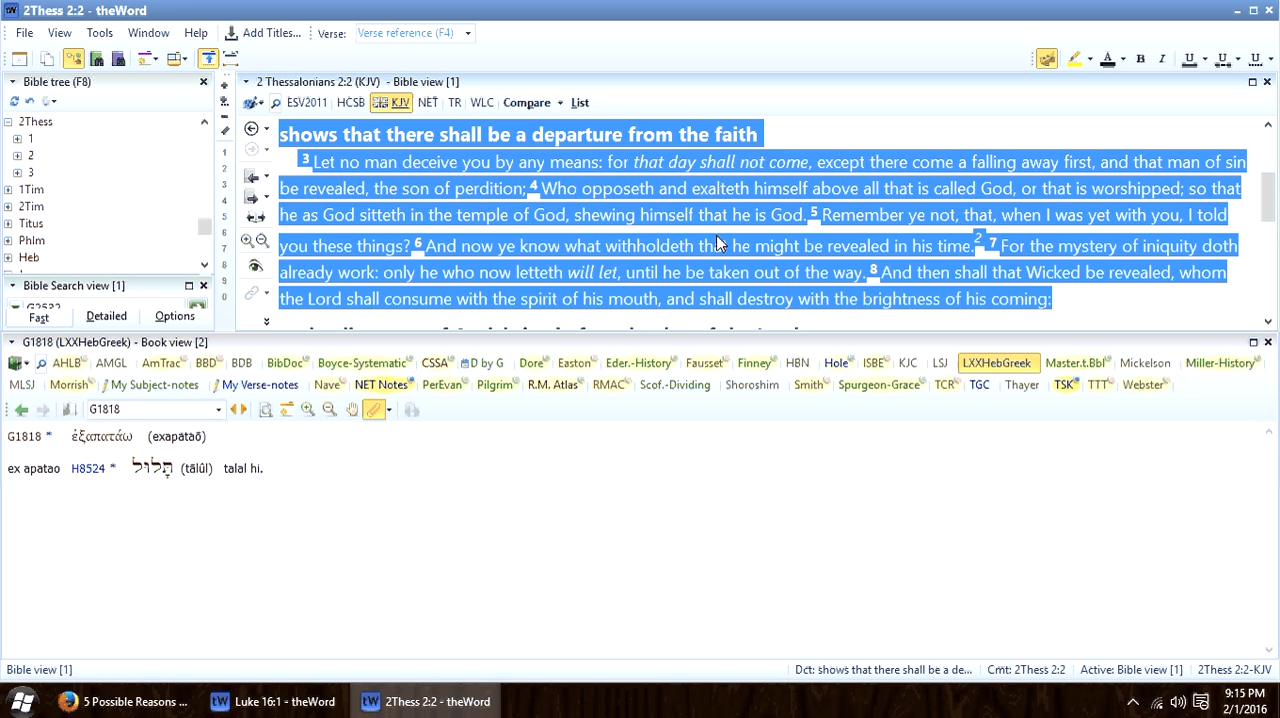 2Thess 2:2 - theWord
File View Tools Window Help Add Titles... Verse: Verse reference (F4)
Bible tree (F8)
2Thess
1
2
3
1Tim
2Tim
Titus
Phlm
Heb
Bible Search view [1]
Fast Detailed Options
2 Thessalonians 2:2 (KJV) - Bible view [1]
ESV2011 HCSB KJV NET TR WLC Compare List
1
2
3
4
5
6
7
8
9
0
shows that there shall be a departure from the faith
3 Let no man deceive you by any means: for that day shall not come, except there come a falling away first, and that man of sin
be revealed, the son of perdition; 4 Who opposeth and exalteth himself above all that is called God, or that is worshipped; so that
he as God sitteth in the temple of God, shewing himself that he is God. 5 Remember ye not, that, when I was yet with you, I told
you these things? 6 And now ye know what withholdeth that he might be revealed in his time. 2 7 For the mystery of iniquity doth
already work: only he who now letteth will let, until he be taken out of the way. 8 And then shall that Wicked be revealed, whom
the Lord shall consume with the spirit of his mouth, and shall destroy with the brightness of his coming:
G1818 (LXXHebGreek) - Book view [2]
AHLB AMGL AmTrac BBD BDB BibDoc Boyce-Systematic CSSA D by G Dore Easton Eder.-History Fausset Finney HBN Hole ISBE KJC LSJ LXXHebGreek Master.t.Bbl Mickelson Miller-History
MLSJ Morrish My Subject-notes My Verse-notes Nave NET Notes PerEvan Pilgrim R.M. Atlas RMAC Scof.-Dividing Shoroshim Smith Spurgeon-Grace TCR TGC Thayer TSK TTT Webster
G1818
G1818 * ἐξαπατάω (exapataō)
ex apatao H8524 * תָּלוּל (tâlûl) talal hi.
Bible view [1] Dct: shows that there shall be a de... Cmt: 2Thess 2:2 Active: Bible view [1] 2Thess 2:2-KJV
5 Possible Reasons ... Luke 16:1 - theWord 2Thess 2:2 - theWord 9:15 PM
2/1/2016